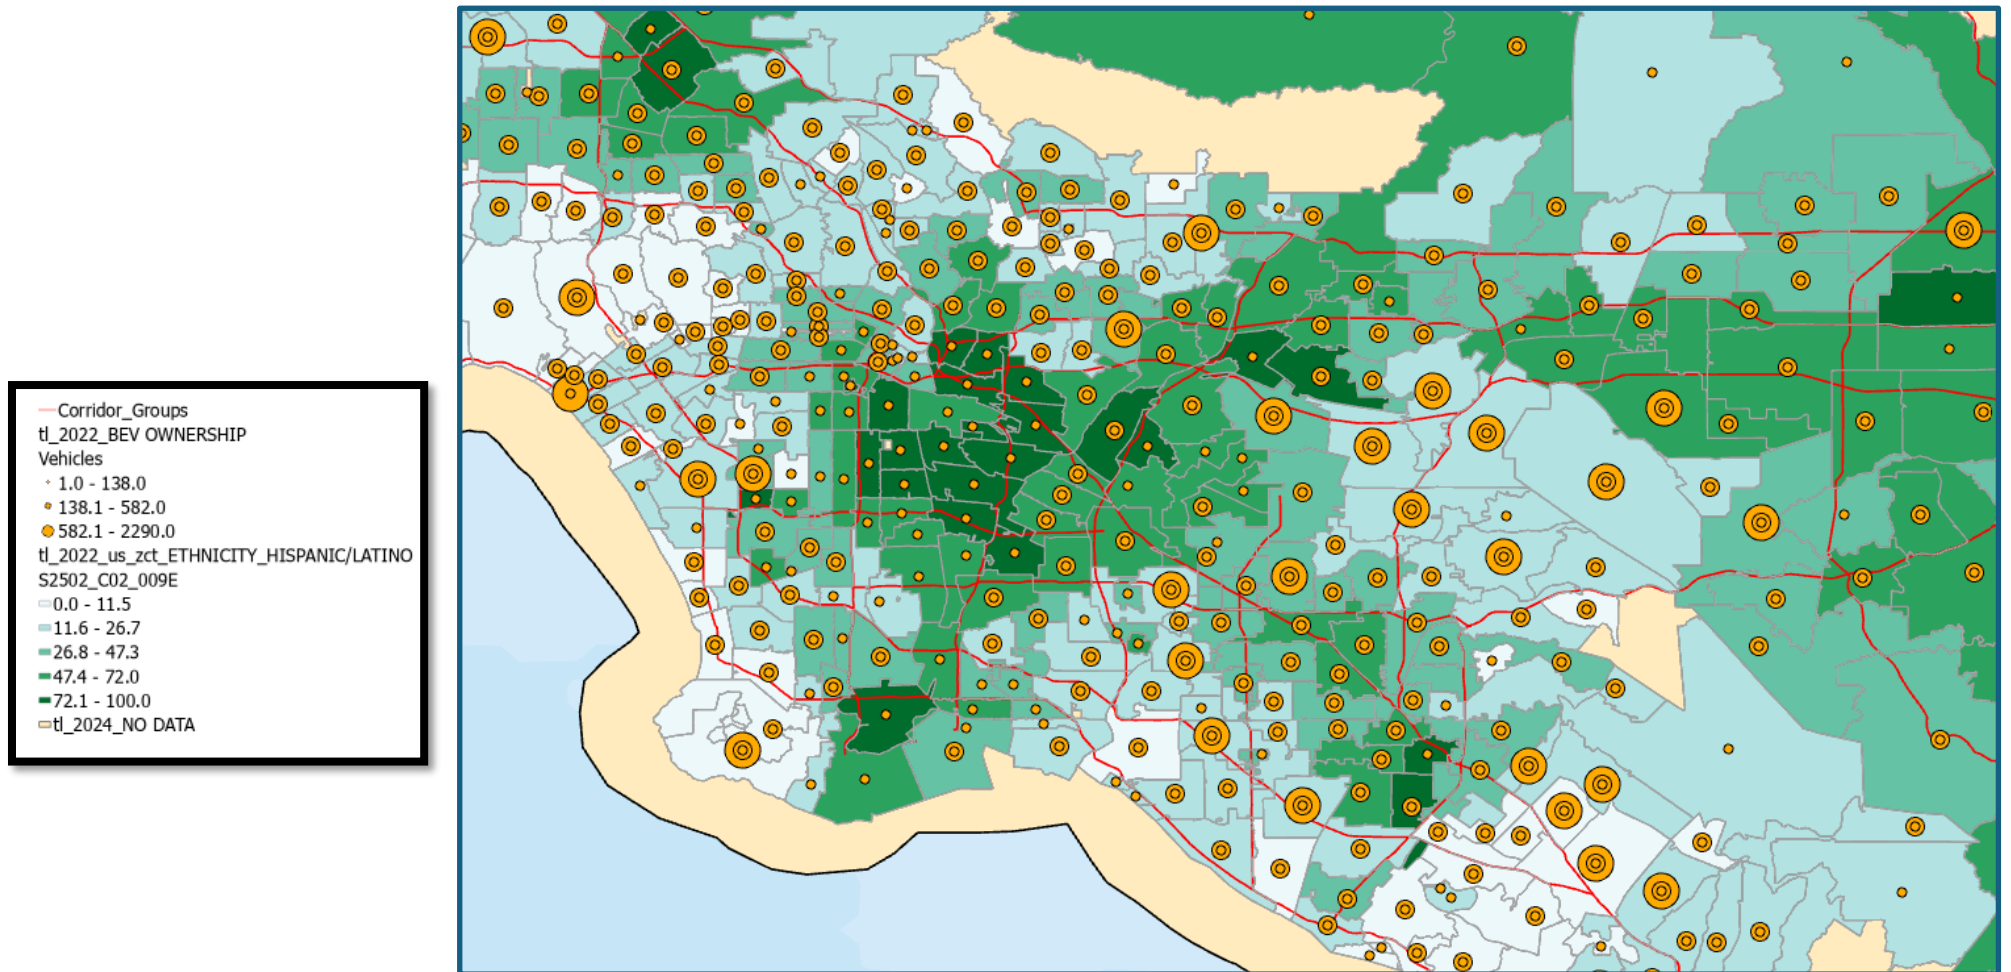 Corridor_Groups
tl_2022_BEV OWNERSHIP
Vehicles
1.0 - 138.0
138.1 - 582.0
582.1 - 2290.0
tl_2022_us_zct_ETHNICITY_HISPANIC/LATINO
S2502_C02_009E
0.0 - 11.5
11.6 - 26.7
26.8 - 47.3
47.4 - 72.0
72.1 - 100.0
tl_2024_NO DATA